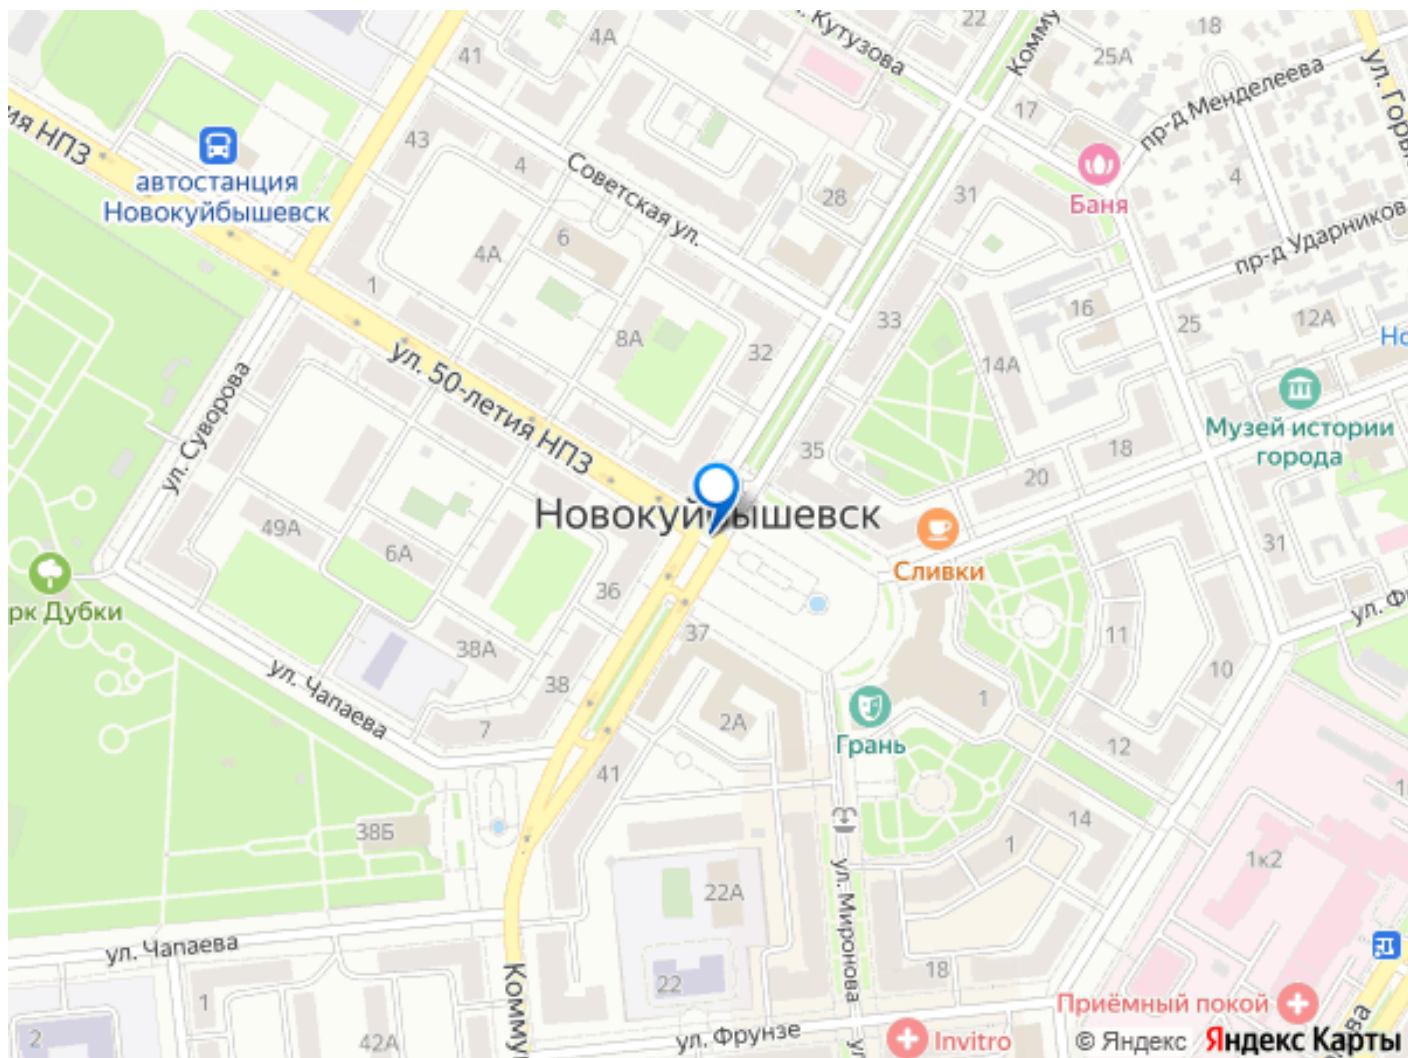 ул. Кутузова
22
18
Комму
41
4А
25А
ул. Горь
пр-д Менделеева
17
ия НПЗ
43
4
Советская ул.
28
31
4
автостанция
Новокуйбышевск
Баня
6
4А
пр-д Ударников
1
16
33
25
12А
Но
8А
32
14А
ул. 50-летия НПЗ
ул. Суворова
Музей истории
города
35
18
20
Новокуйбышевск
49А
6А
Сливки
31
рк Дубки
36
ул. Ф
37
11
38А
10
ул. Чапаева
38
1
7
2А
Грань
12
41
38Б
14
1
1
1к2
22А
ул. Миронова
ул. Чапаева
18
22
1
Комму
Приёмный покой
2
42А
ул. Фрунзе
Invitro
ва
© Яндекс Яндекс Карты